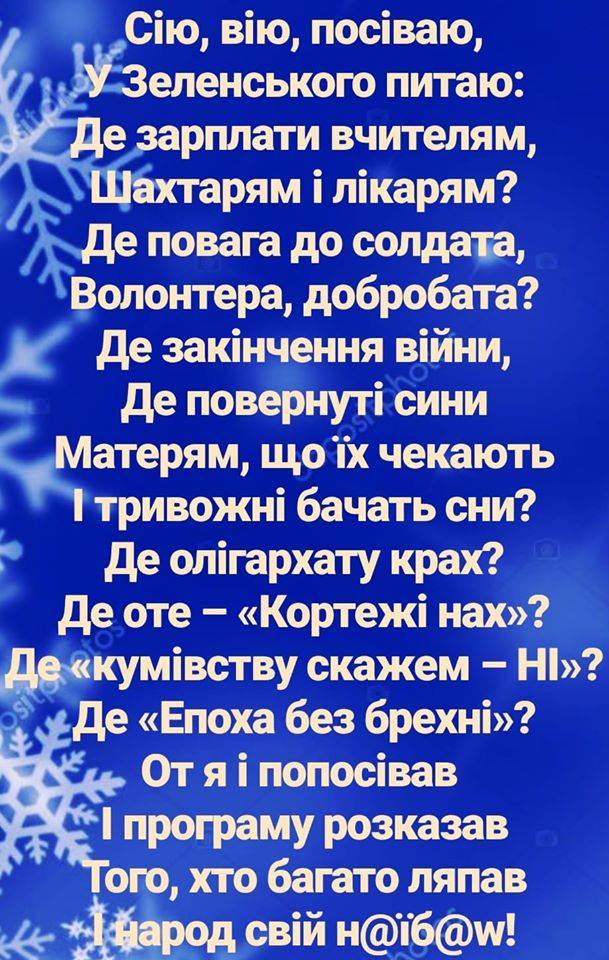 Сію, вію, посіваю,
У Зеленського питаю:
Де зарплати вчителям,
Шахтарям і лікарям?
Де повага до солдата,
Волонтера, добробата?
Де закінчення війни,
Де повернуті сини
Матерям, що їх чекають
І тривожні бачать сни?
Де олігархату крах?
Де оте – «Кортежі нах»?
Де «кумівству скажем – НІ»?
Де «Епоха без брехні»?
От я і попосівав
І програму розказав
Того, хто багато ляпав
І народ свій н@їб@w!